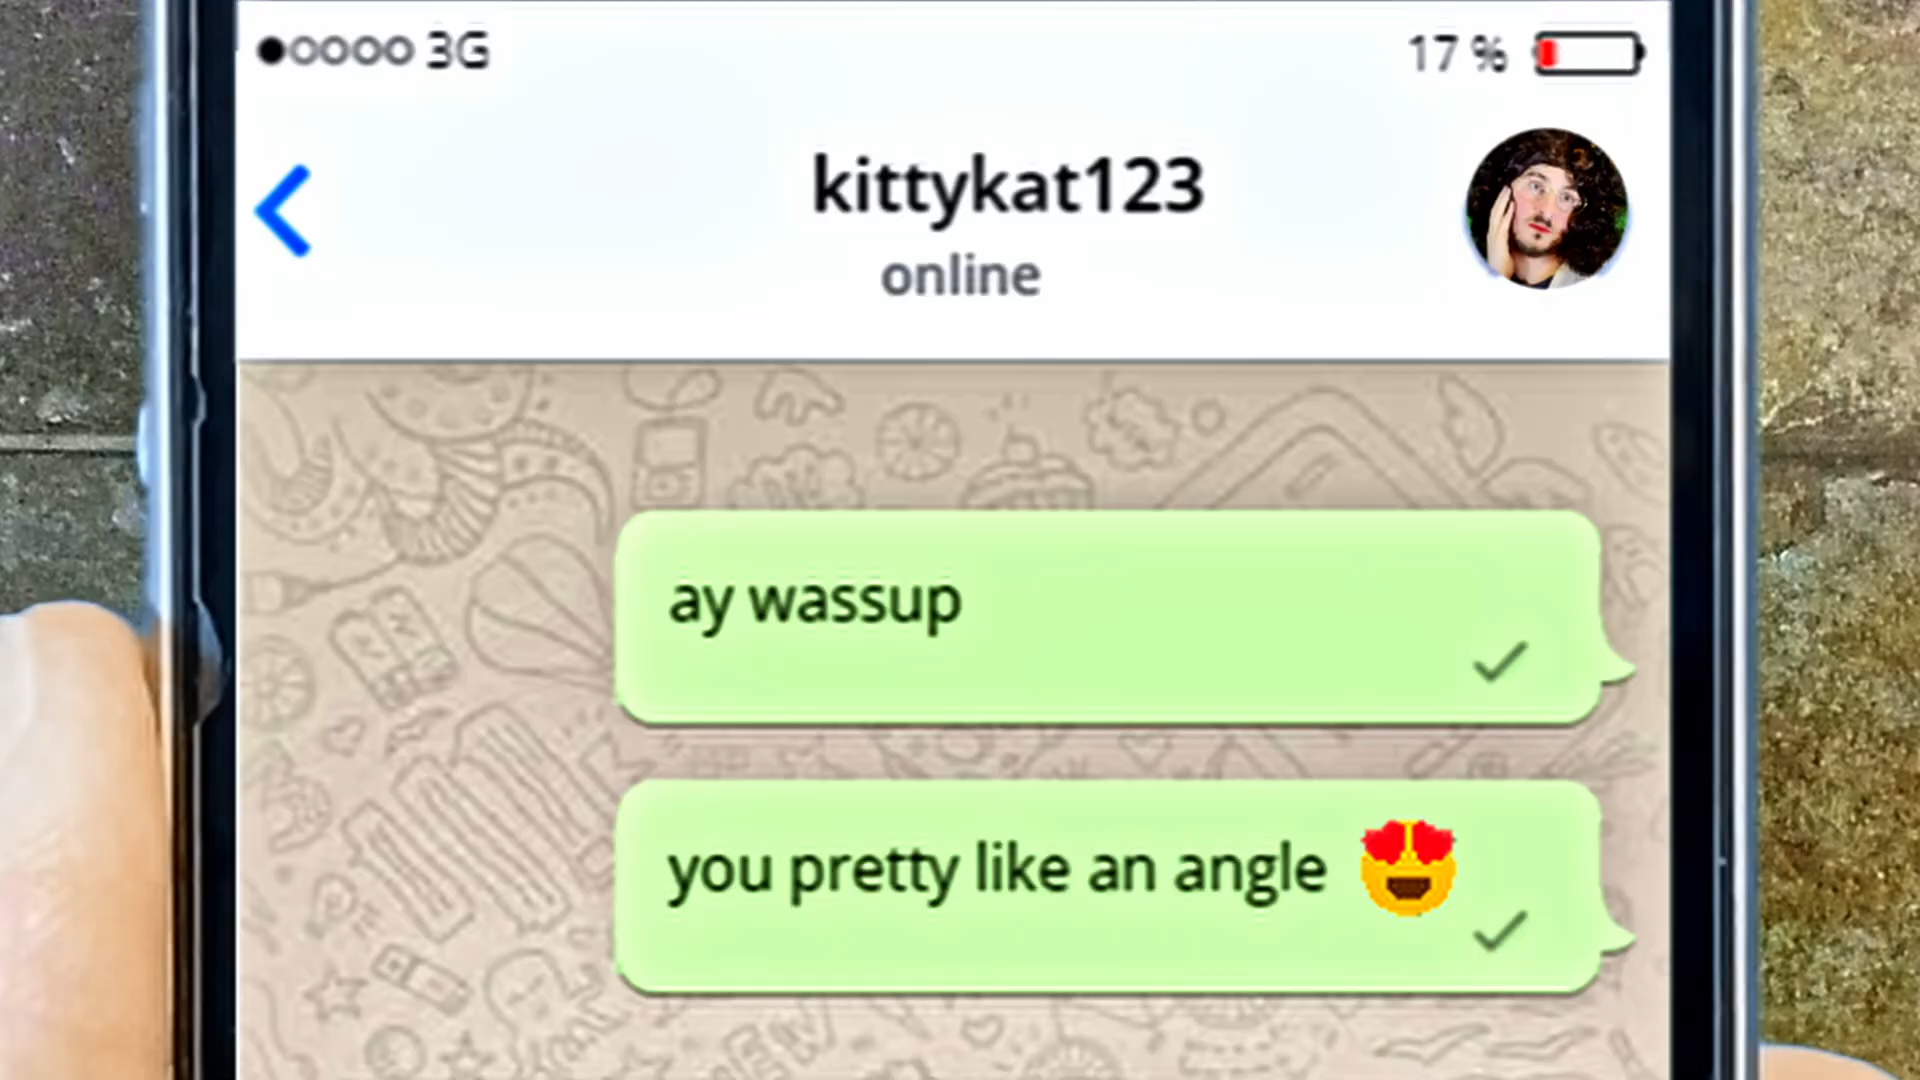 3G 17 %
kittykat123
online
ay wassup
you pretty like an angle 😍